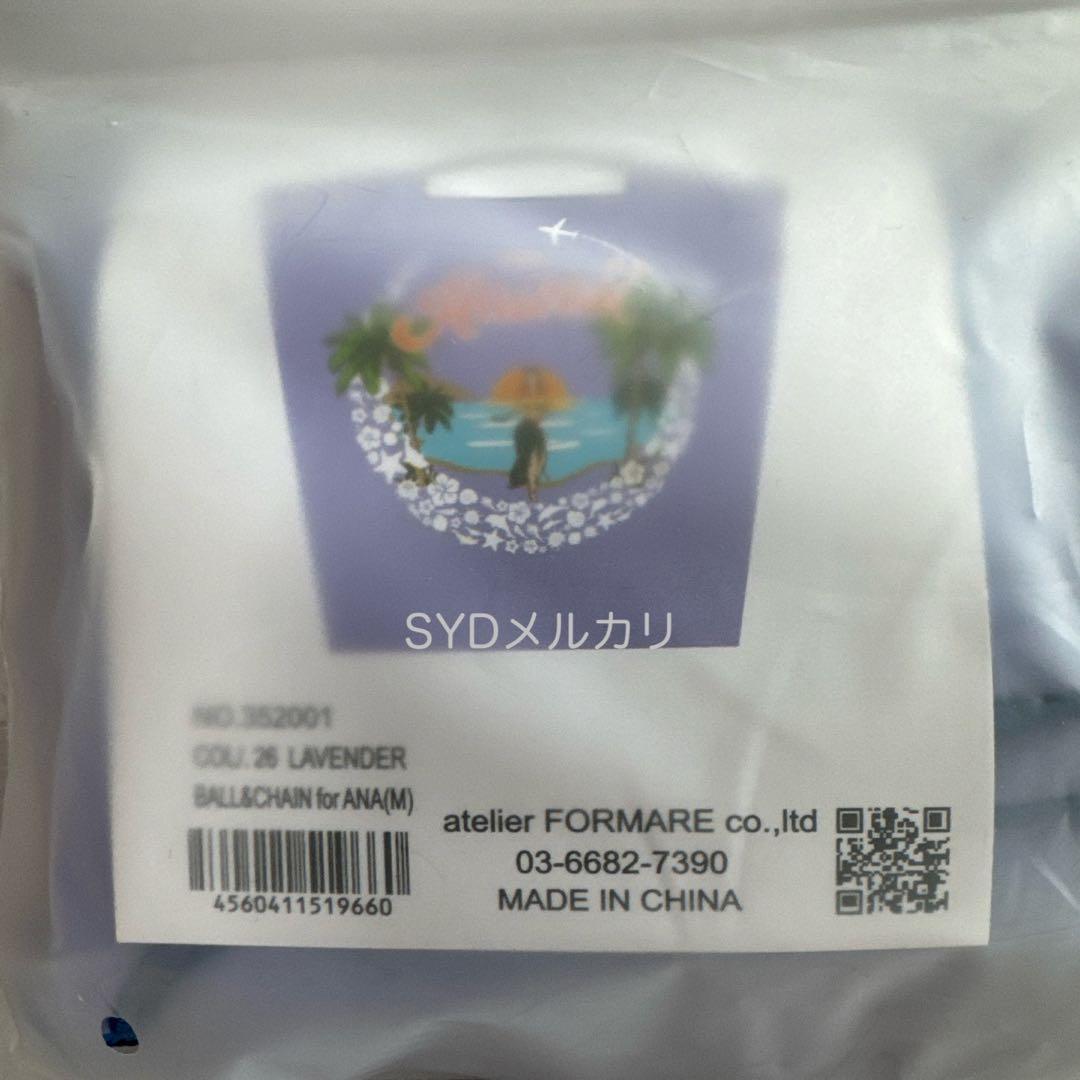 SYDメルカリ
NO.352001
COL/. 26 LAVENDER
BALL&CHAIN for ANA(M)
4560411519660
atelier FORMARE co.,ltd
03-6682-7390
MADE IN CHINA